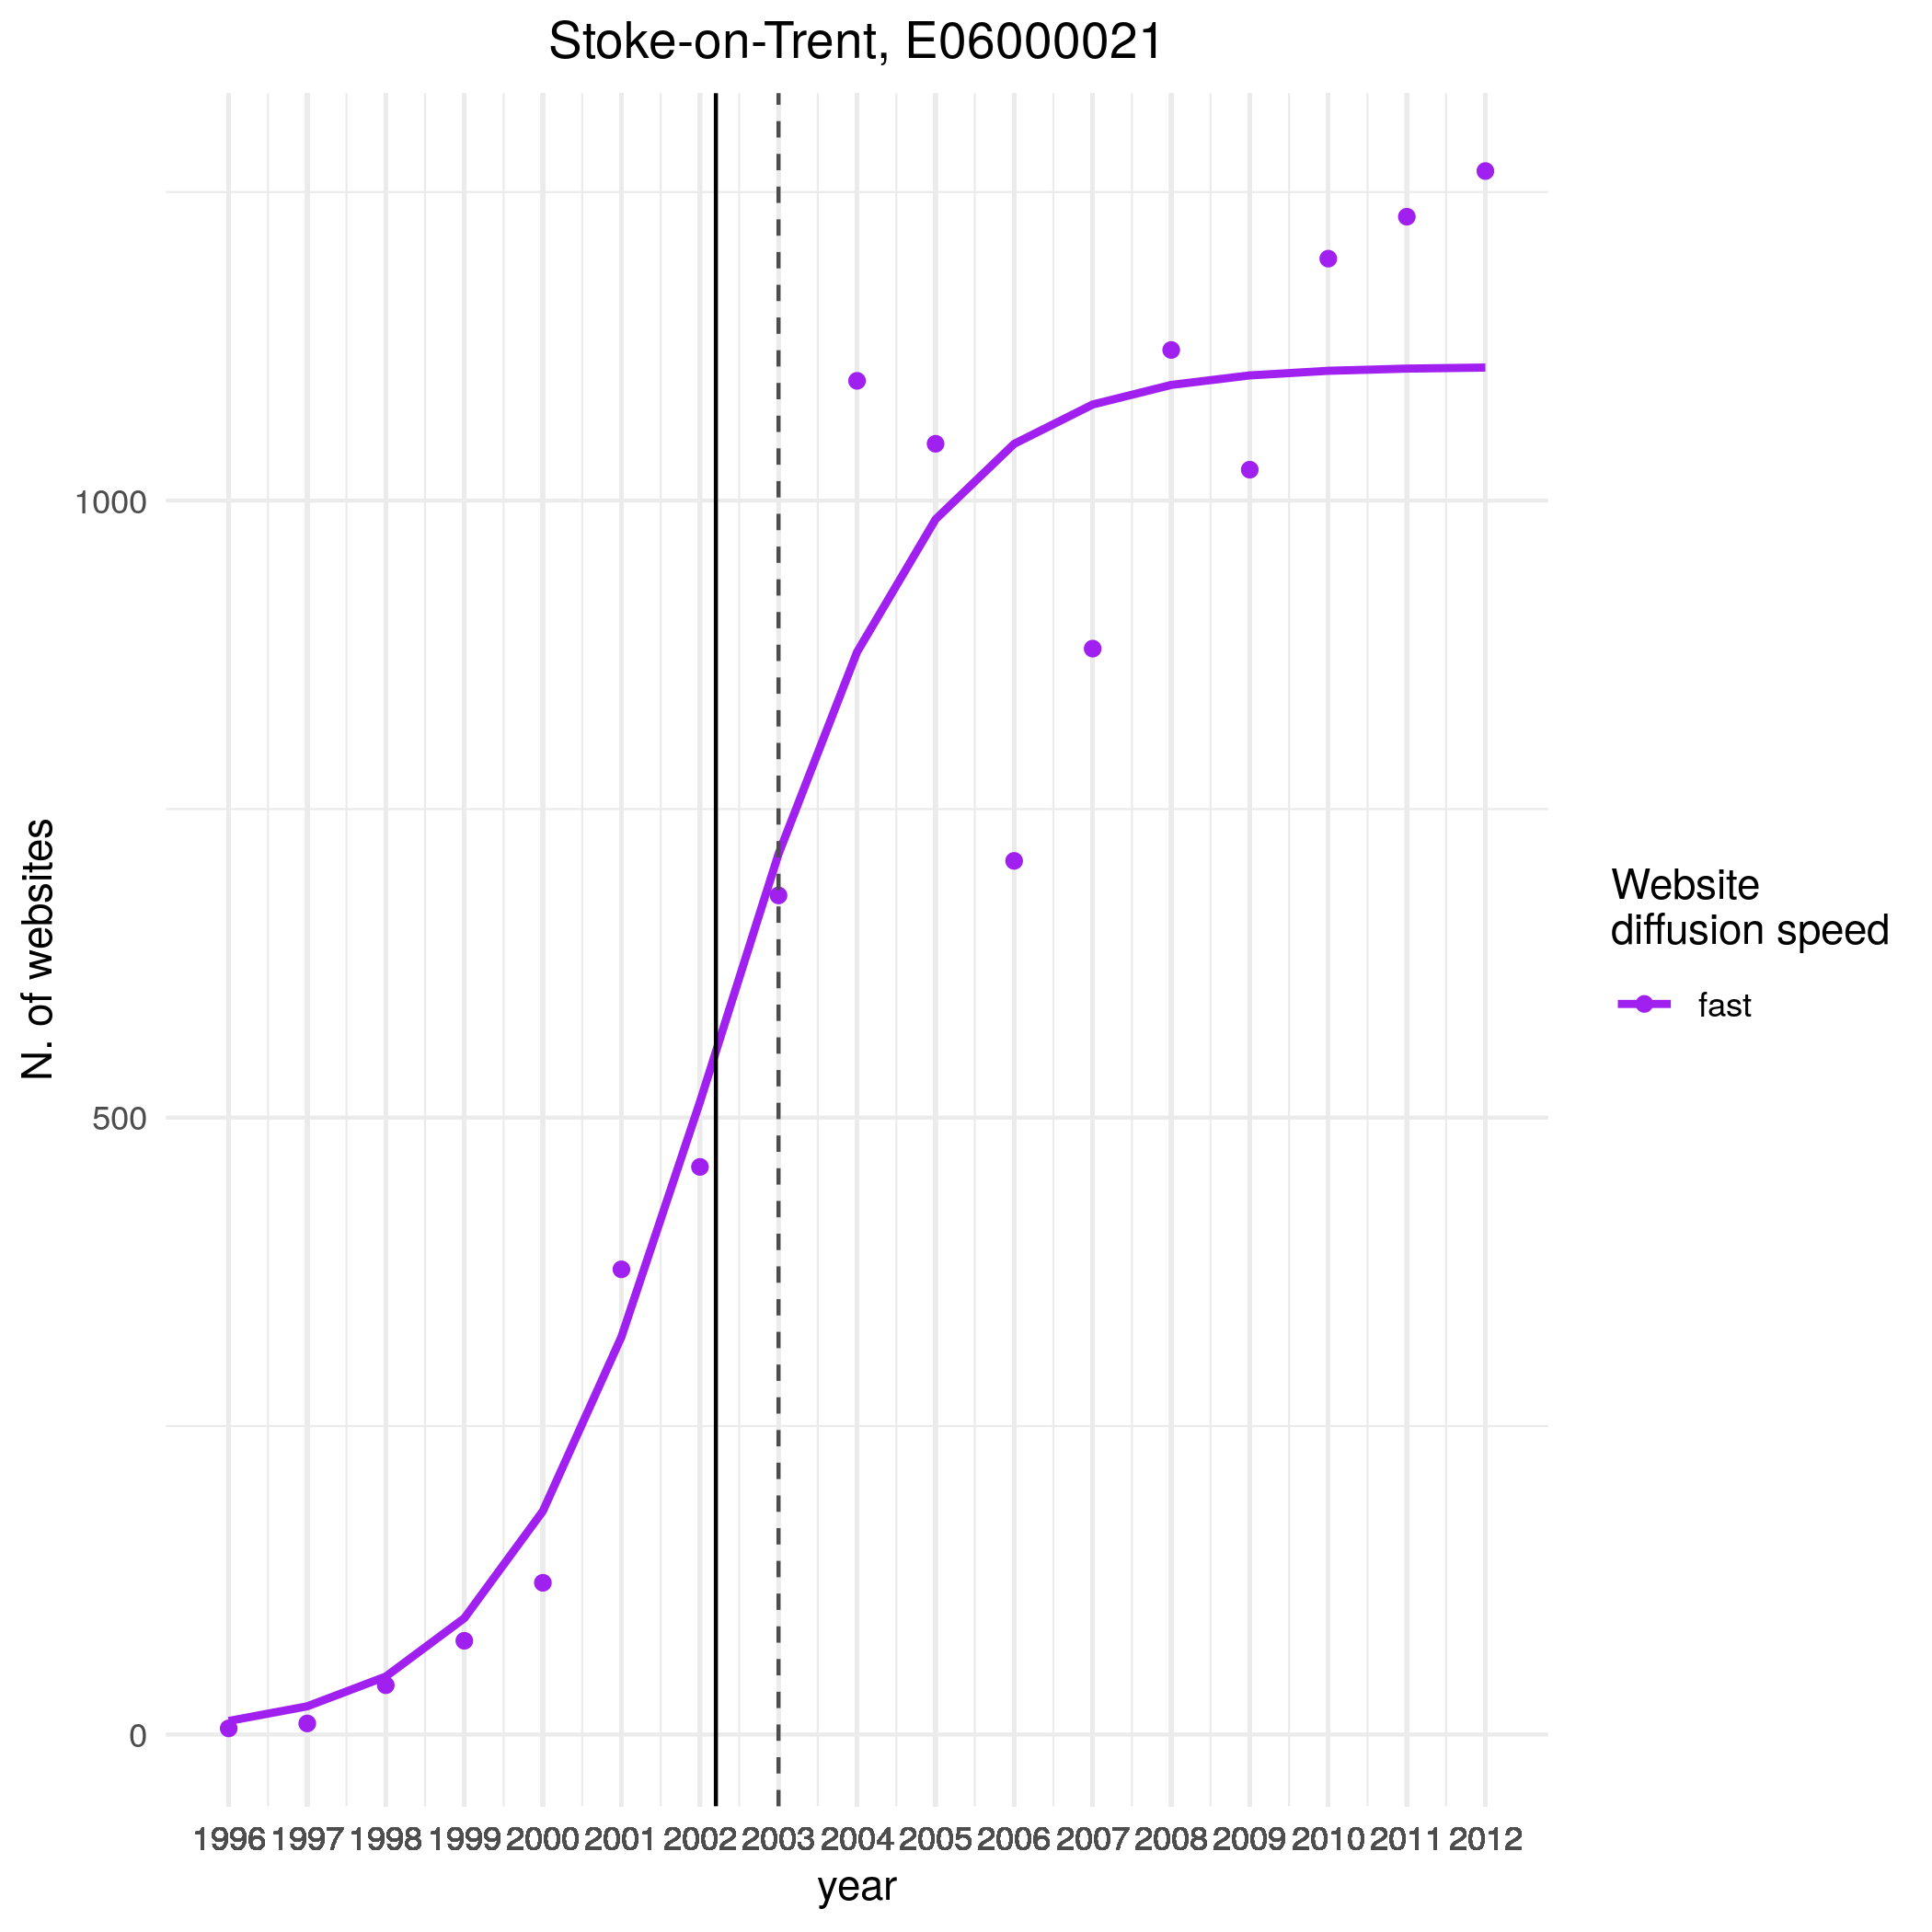 Stoke-on-Trent, E06000021
N. of websites
1000
500
0
1996 1997 1998 1999 2000 2001 2002 2003 2004 2005 2006 2007 2008 2009 2010 2011 2012
year
Website
diffusion speed
fast